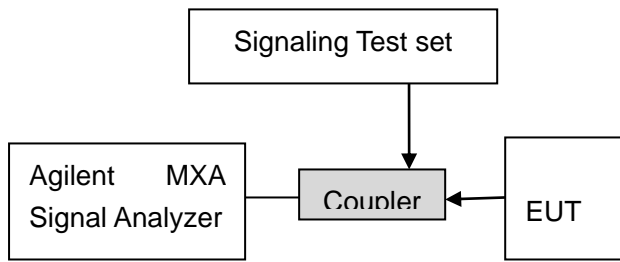 Signaling Test set
Agilent MXA
Signal Analyzer
Coupler
EUT